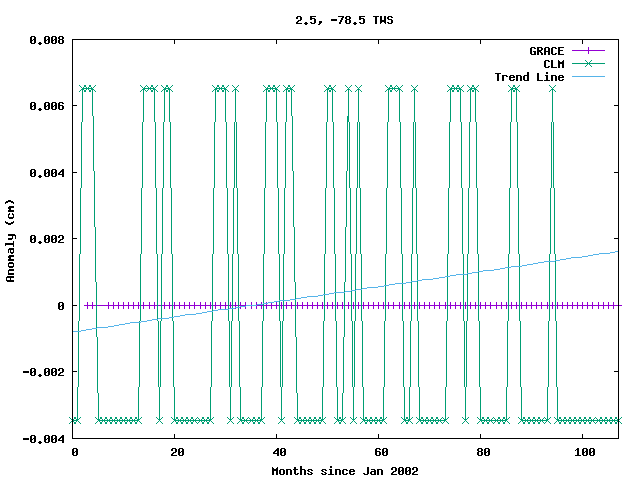 2.5, -78.5 TWS
GRACE
CLM
Trend Line
0.008
0.006
0.004
0.002
0
-0.002
-0.004
Anomaly (cm)
0 20 40 60 80 100
Months since Jan 2002